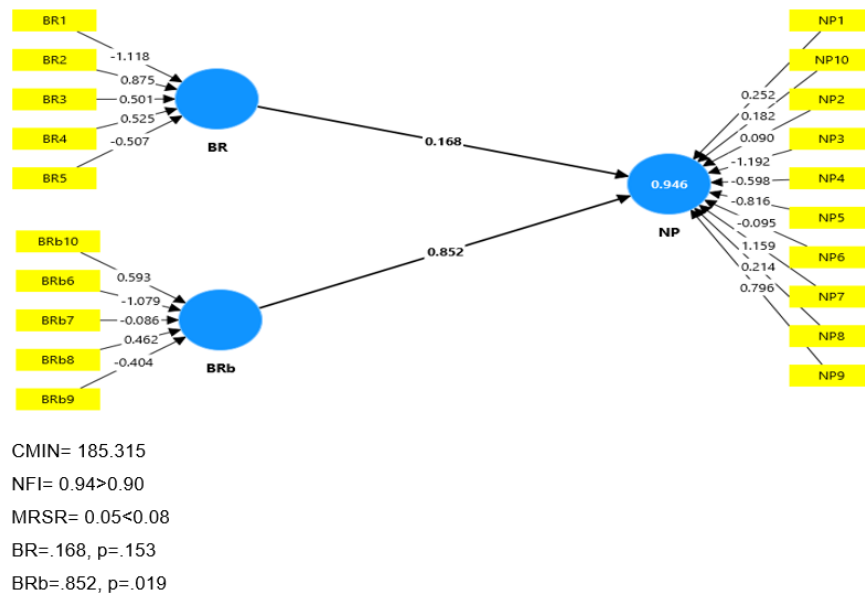 BR1
BR2
BR3
BR4
BR5
-1.118
0.875
0.501
0.525
-0.507
BR
0.168
BRb10
BRb6
BRb7
BRb8
BRb9
0.593
-1.079
-0.086
0.462
-0.404
BRb
0.852
0.946
NP
0.252
0.182
0.090
-1.192
-0.598
-0.816
-0.095
1.159
0.214
0.796
NP1
NP10
NP2
NP3
NP4
NP5
NP6
NP7
NP8
NP9
CMIN= 185.315
NFI= 0.94>0.90
MRSR= 0.05<0.08
BR=.168, p=.153
BRb=.852, p=.019